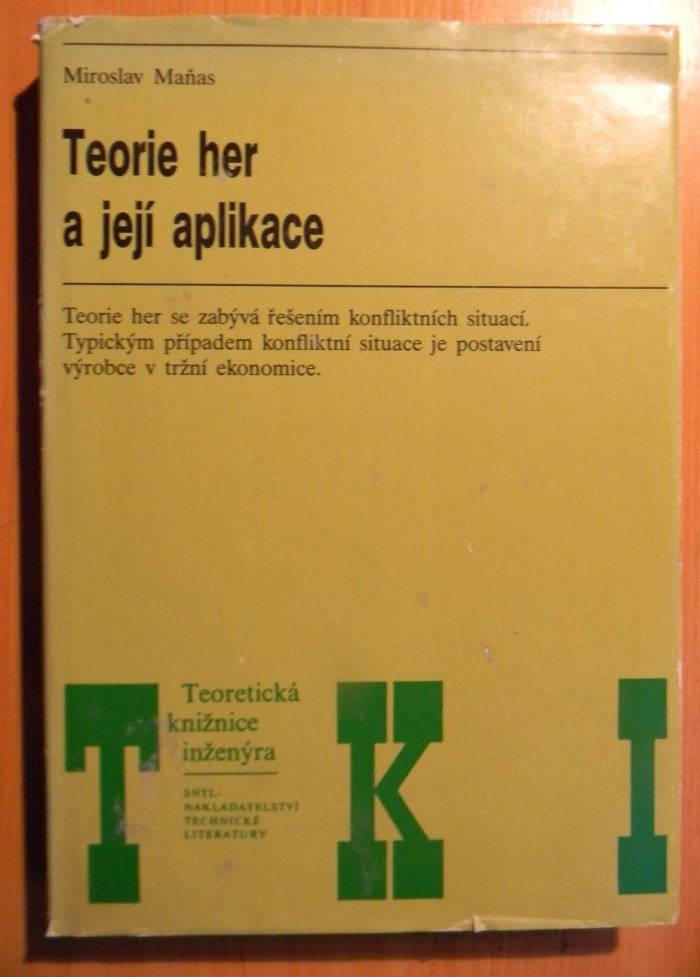 Miroslav Maňas
Teorie her
a její aplikace
Teorie her se zabývá řešením konfliktních situací.
Typickým případem konfliktní situace je postavení
výrobce v tržní ekonomice.
Teoretická
knižnice
inženýra
SNTL-
NAKLADATELSTVÍ
TECHNICKÉ
LITERATURY
T K I